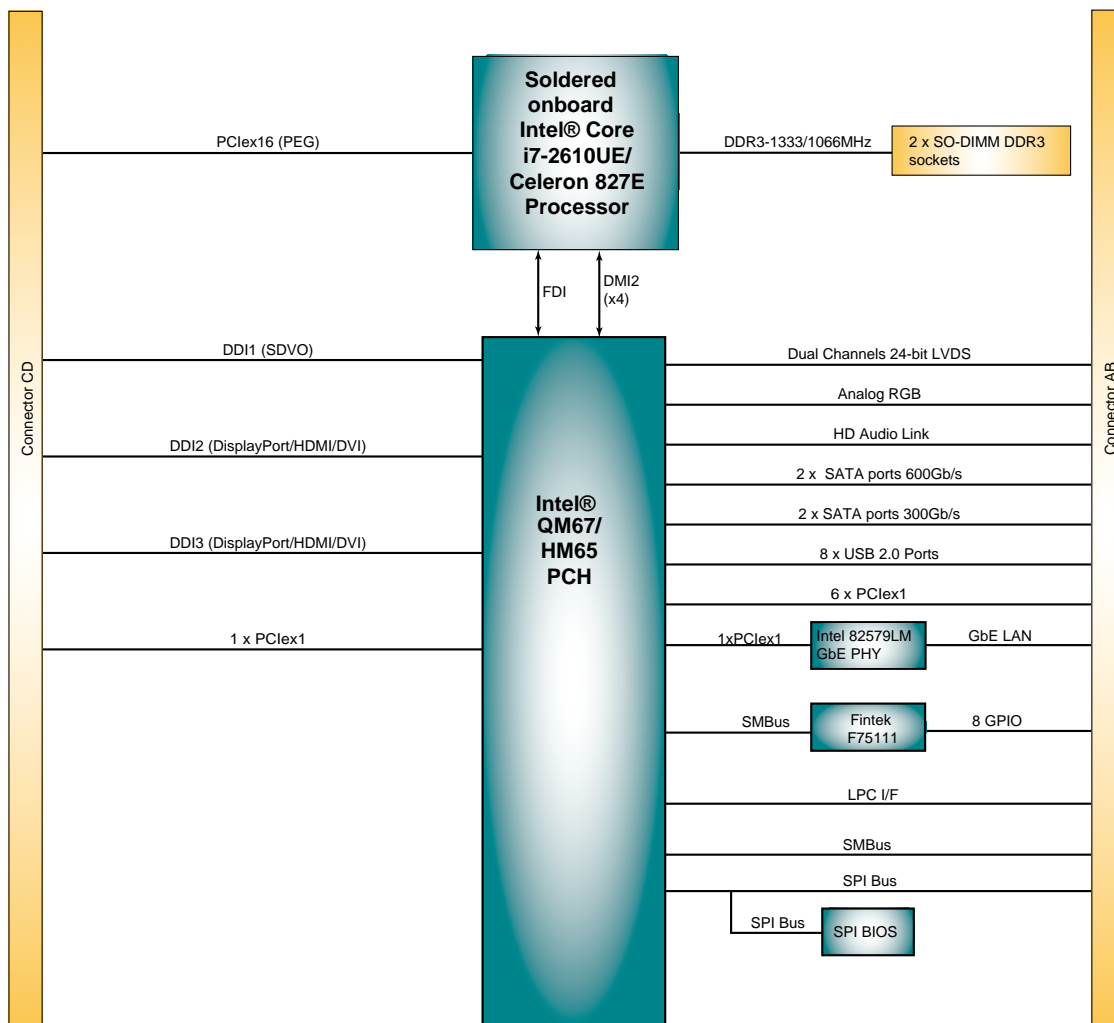 Soldered
onboard
Intel® Core
i7-2610UE/
Celeron 827E
Processor
PCIex16 (PEG)
DDR3-1333/1066MHz
2 x SO-DIMM DDR3
sockets
FDI
DMI2
(x4)
Connector CD
Connector AB
DDI1 (SDVO)
DDI2 (DisplayPort/HDMI/DVI)
DDI3 (DisplayPort/HDMI/DVI)
1 x PCIex1
Intel®
QM67/
HM65
PCH
Dual Channels 24-bit LVDS
Analog RGB
HD Audio Link
2 x SATA ports 600Gb/s
2 x SATA ports 300Gb/s
8 x USB 2.0 Ports
6 x PCIex1
1xPCIex1
Intel 82579LM
GbE PHY
GbE LAN
SMBus
Fintek
F75111
8 GPIO
LPC I/F
SMBus
SPI Bus
SPI Bus
SPI BIOS